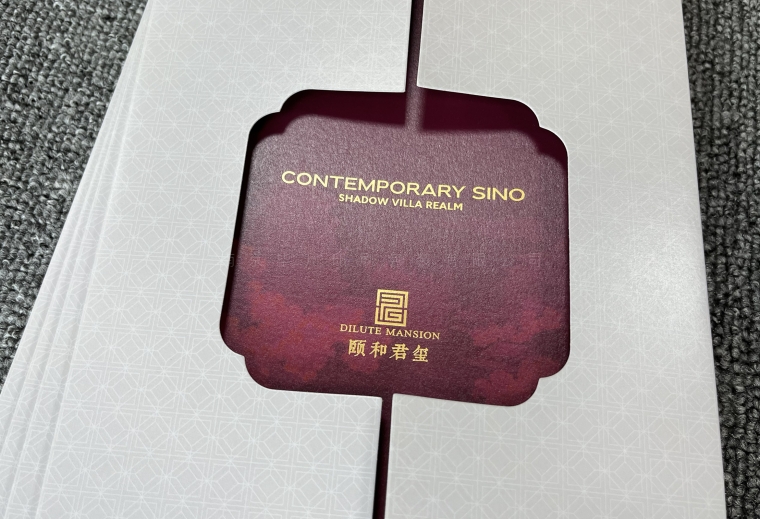 CONTEMPORARY SINO
SHADOW VILLA REALM
DILUTE MANSION
颐和君玺